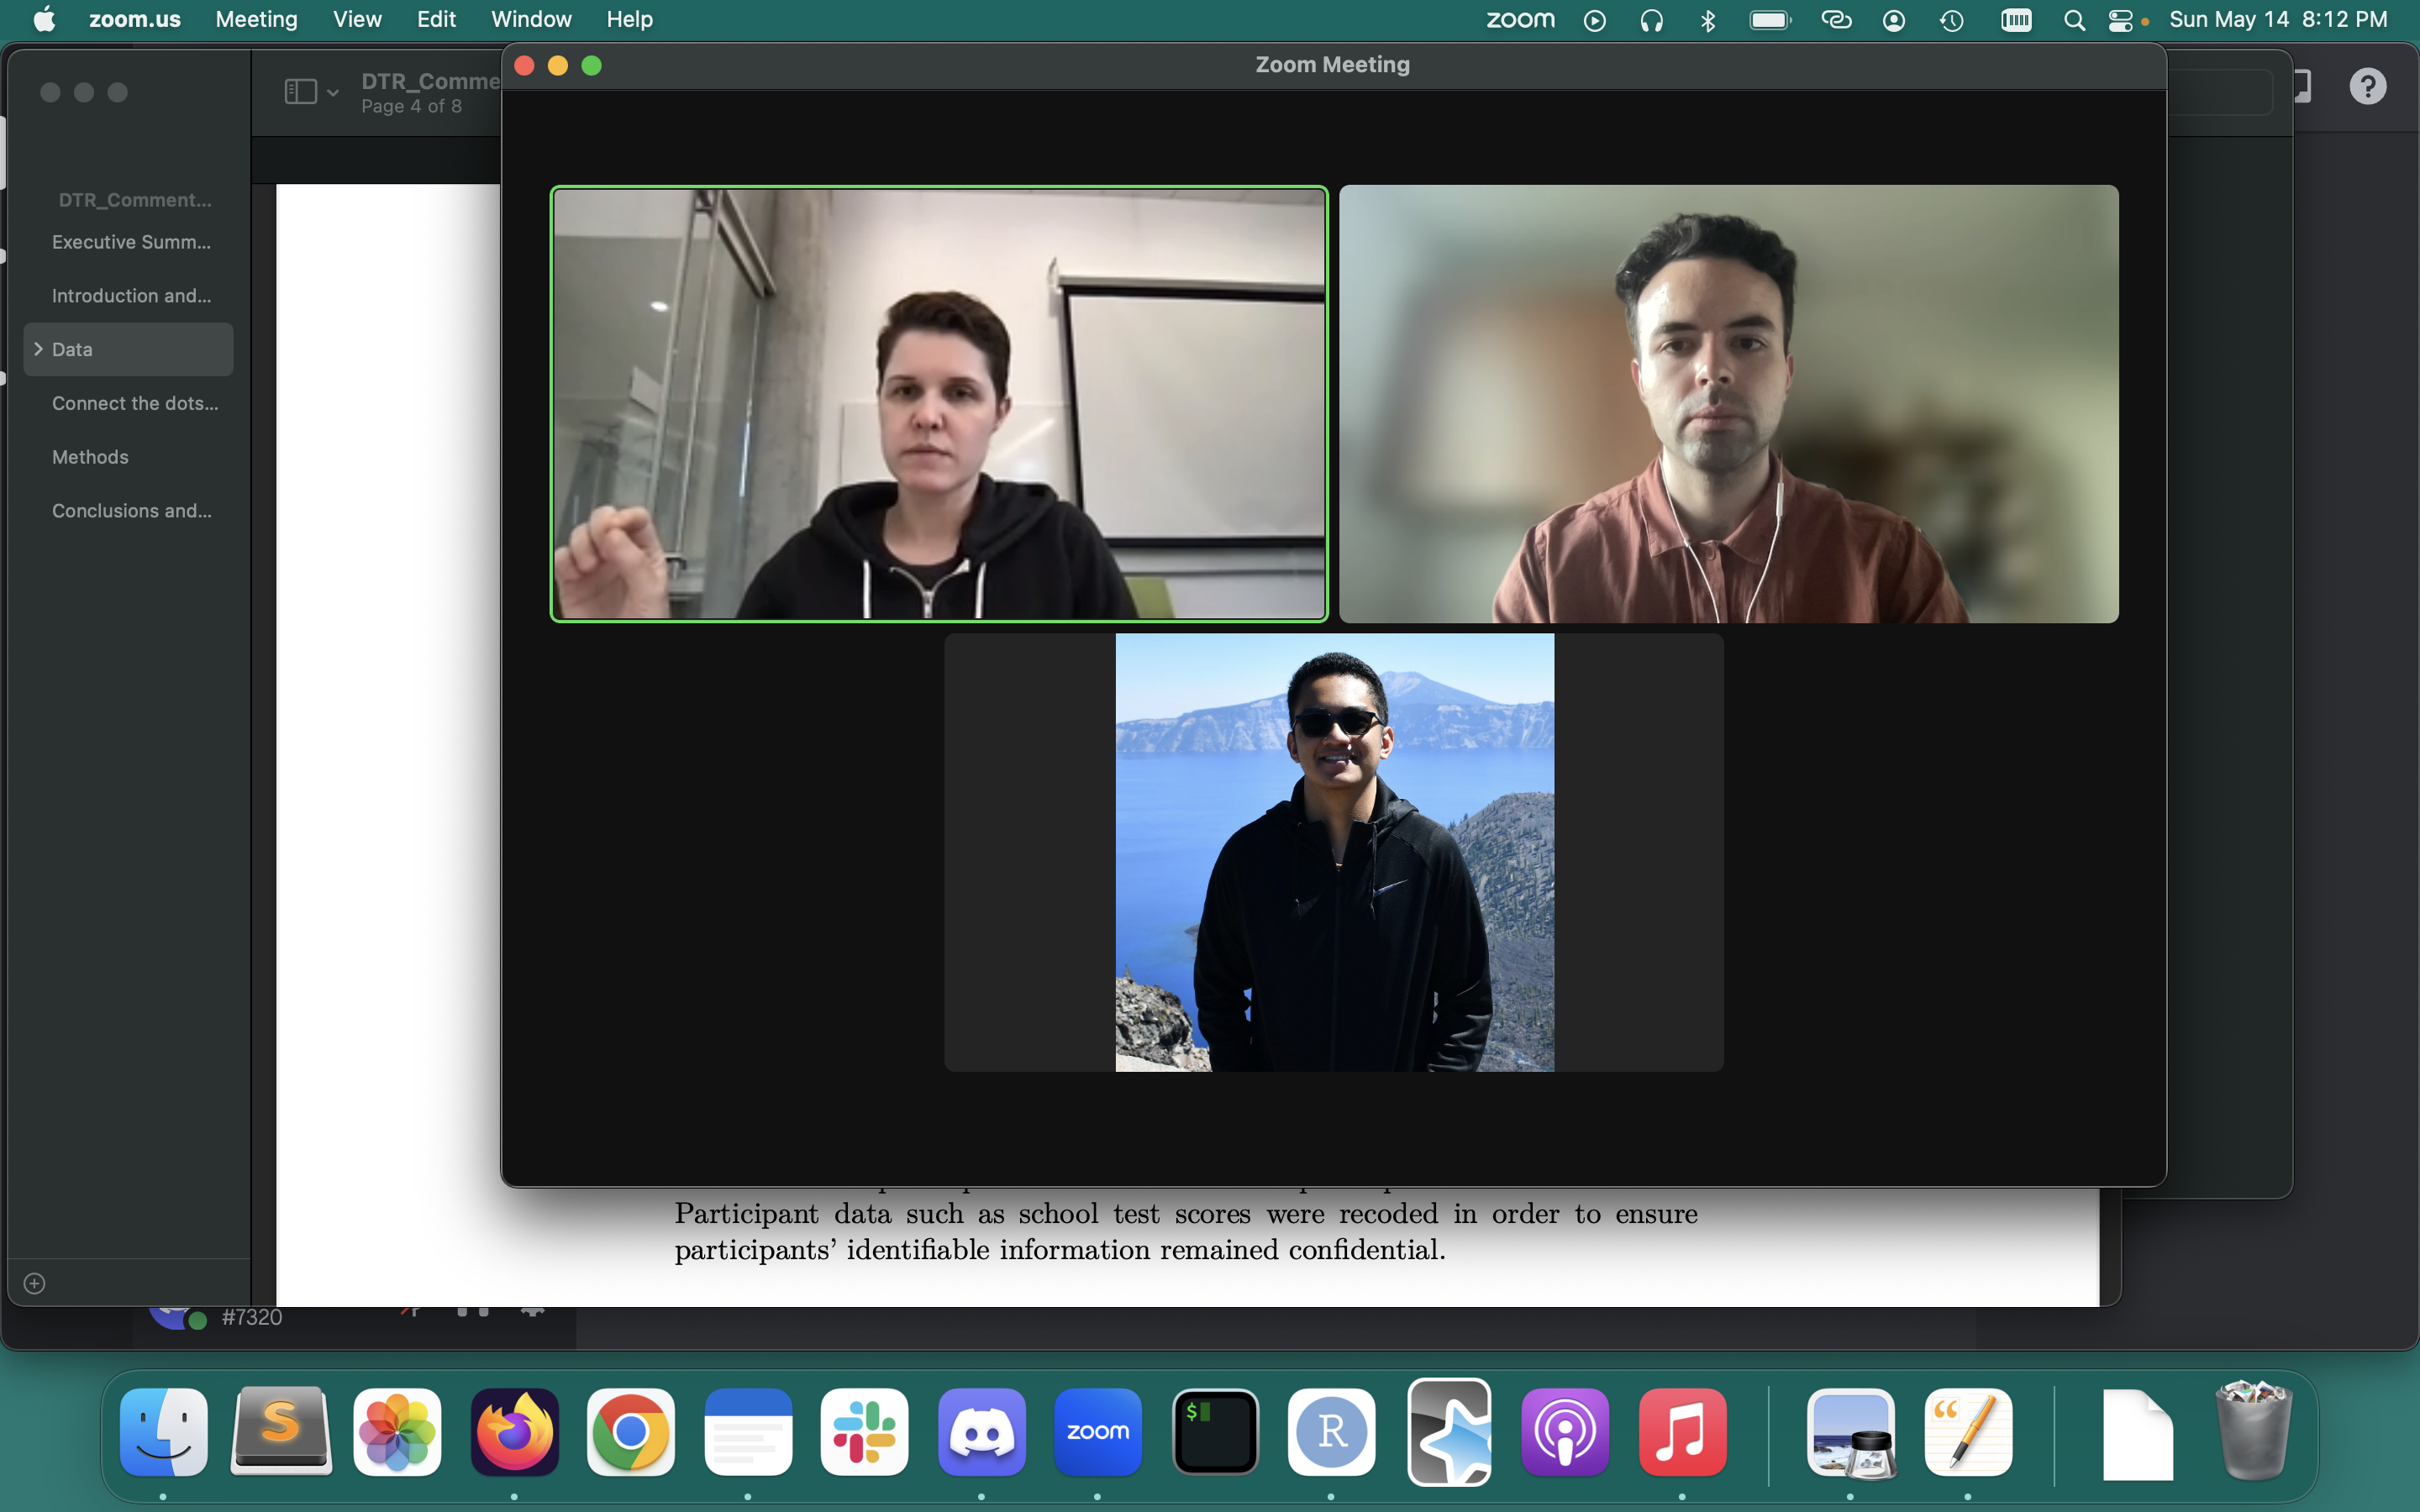 zoom.us Meeting View Edit Window Help zoom Sun May 14 8:12 PM
DTR_Comme
Page 4 of 8
Zoom Meeting
?
DTR_Comment...
Executive Summ...
Introduction and...
Data
Connect the dots...
Methods
Conclusions and...
Participant data such as school test scores were recoded in order to ensure
participants’ identifiable information remained confidential.
#7320
S
zoom
$
R